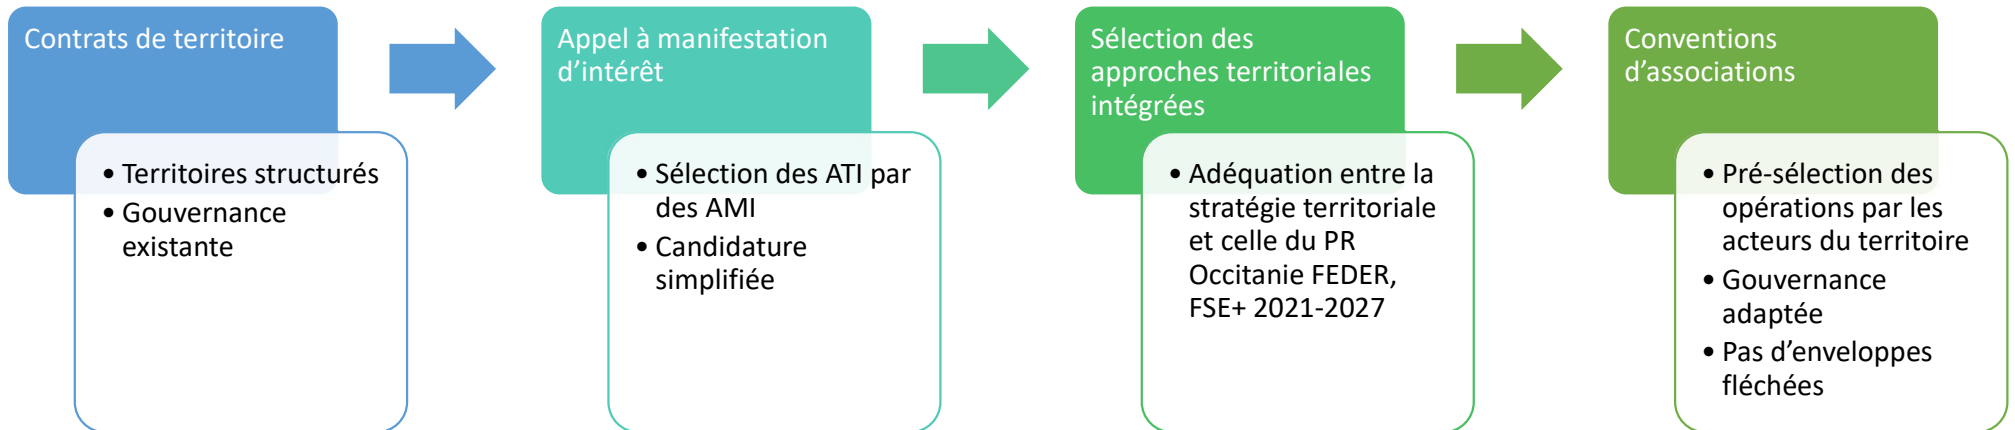 Contrats de territoire
• Territoires structurés
• Gouvernance
existante
Appel à manifestation
d’intérêt
• Sélection des ATI par
des AMI
• Candidature
simplifiée
Sélection des
approches territoriales
intégrées
• Adéquation entre la
stratégie territoriale
et celle du PR
Occitanie FEDER,
FSE+ 2021-2027
Conventions
d’associations
• Pré-sélection des
opérations par les
acteurs du territoire
• Gouvernance
adaptée
• Pas d’enveloppes
fléchées